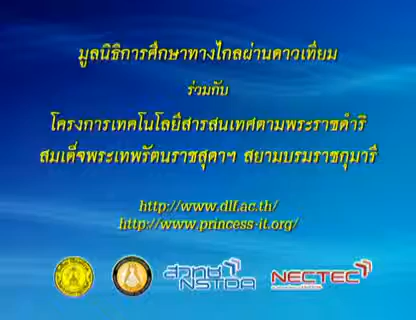 มูลนิธิการศึกษาทางไกลผ่านดาวเทียม
ร่วมกับ
โครงการเทคโนโลยีสารสนเทศตามพระราชดำริ
สมเด็จพระเทพรัตนราชสุดาฯ สยามบรมราชกุมารี
http://www.dlf.ac.th/
http://www.princess-it.org/
สวทช
NSTDA
NECTEC